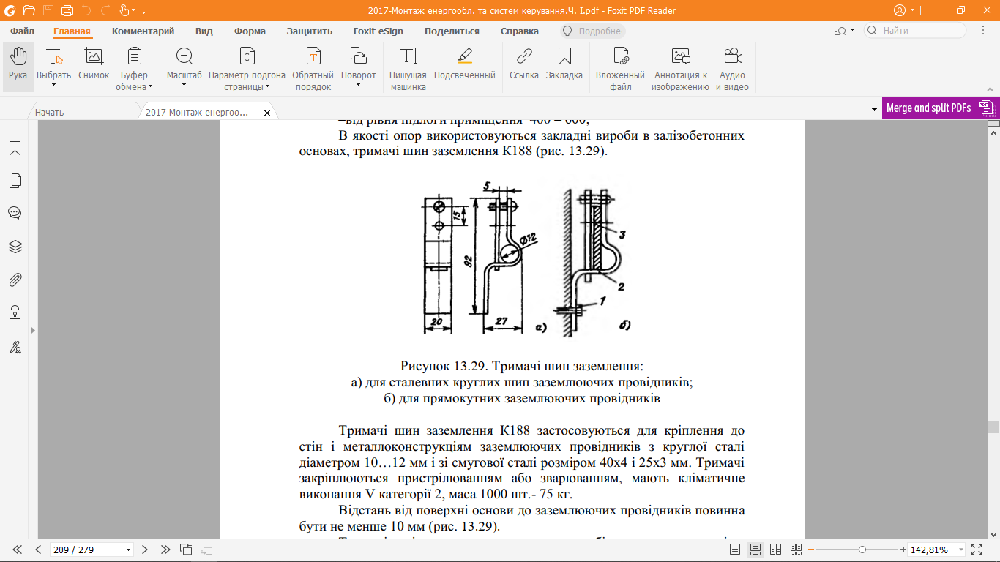 2017-Монтаж енергообл. та систем керування.Ч. I.pdf - Foxit PDF Reader
Файл Главная Комментарий Вид Форма Защитить Foxit eSign Поделиться Справка Подробнее Найти
Рука Выбрать Снимок Буфер обмена Масштаб Параметр подгона страницы Обратный порядок Поворот Пишущая машинка Подсвеченный Ссылка Закладка Вложенный файл Аннотация к изображению Аудио и видео
Начать 2017-Монтаж енергоо... Merge and split PDFs
–від рівня підлоги приміщення 400 – 600;
В якості опор використовуються закладні вироби в залізобетонних
основах, тримачі шин заземлення К188 (рис. 13.29).
5
15
Ø12
92
20
27
а)
3
2
1
б)
Рисунок 13.29. Тримачі шин заземлення:
а) для сталевних круглих шин заземлюючих провідників;
б) для прямокутних заземлюючих провідників
Тримачі шин заземлення К188 застосовуються для кріплення до
стін і металлоконструкціям заземлюючих провідників з круглої сталі
діаметром 10…12 мм і зі смугової сталі розміром 40х4 і 25х3 мм. Тримачі
закріплюються пристрілюванням або зварюванням, мають кліматичне
виконання V категорії 2, маса 1000 шт.- 75 кг.
Відстань від поверхні основи до заземлюючих провідників повинна
бути не менше 10 мм (рис. 13.29).
209 / 279 142,81%